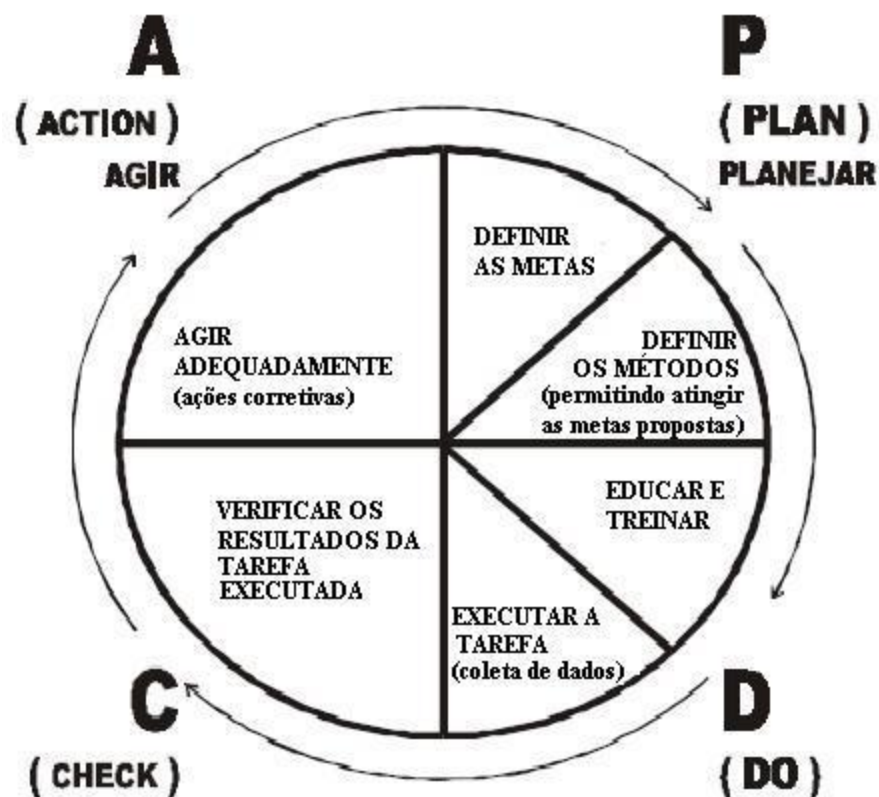 A
( ACTION )
AGIR
P
( PLAN )
PLANEJAR
DEFINIR
AS METAS
DEFINIR
OS MÉTODOS
(permitindo atingir
as metas propostas)
EDUCAR E
TREINAR
EXECUTAR A
TAREFA
(coleta de dados)
VERIFICAR OS
RESULTADOS DA
TAREFA
EXECUTADA
AGIR
ADEQUADAMENTE
(ações corretivas)
C
( CHECK )
D
( DO )